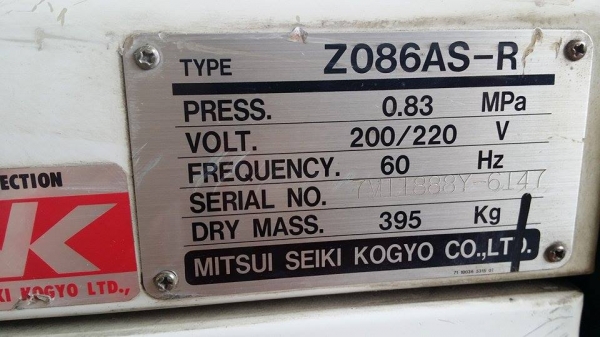 TYPE Z086AS-R
PRESS. 0.83 MPa
VOLT. 200/220 V
FREQUENCY. 60 Hz
SERIAL NO.
DRY MASS. 395 Kg
MITSUI SEIKI KOGYO CO.,LTD.
ECTION
K
KI KOGYO LTD.,